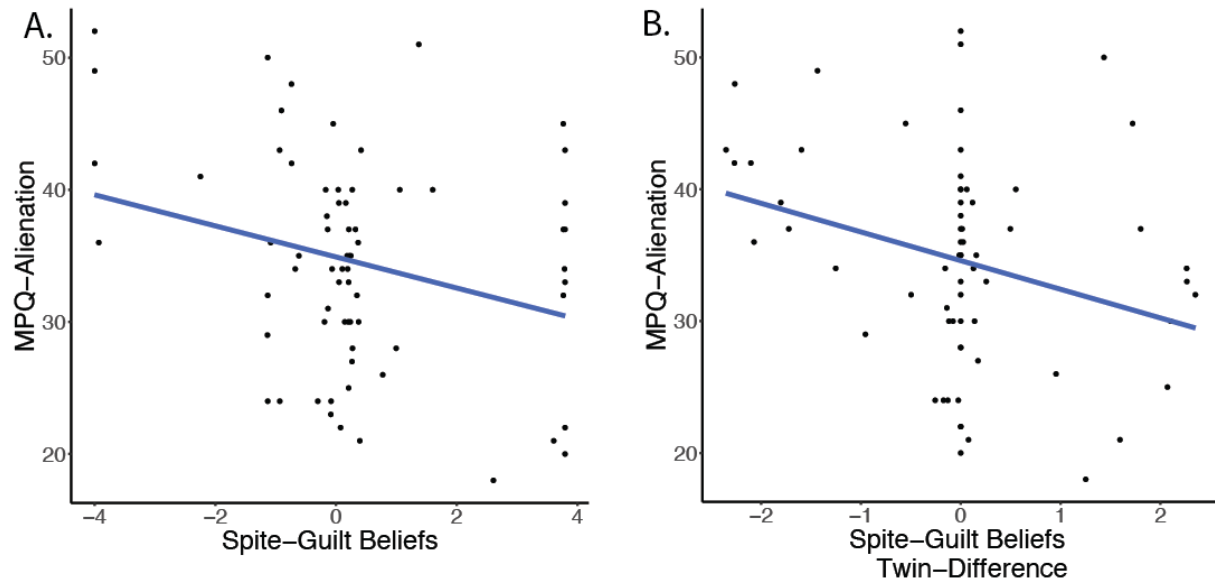 A.
50
40
30
20
MPQ−Alienation
−4 −2 0 2 4
Spite−Guilt Beliefs
B.
50
40
30
20
MPQ−Alienation
−2 −1 0 1 2
Spite−Guilt Beliefs
Twin−Difference